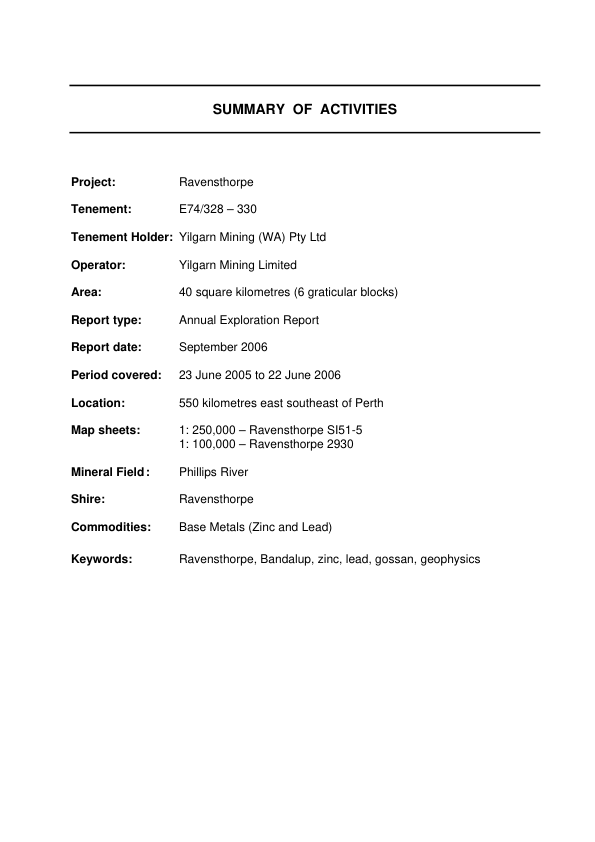 SUMMARY OF ACTIVITIES
Project: Ravensthorpe
Tenement: E74/328 – 330
Tenement Holder: Yilgarn Mining (WA) Pty Ltd
Operator: Yilgarn Mining Limited
Area: 40 square kilometres (6 graticular blocks)
Report type: Annual Exploration Report
Report date: September 2006
Period covered: 23 June 2005 to 22 June 2006
Location: 550 kilometres east southeast of Perth
Map sheets: 1: 250,000 – Ravensthorpe SI51-5
1: 100,000 – Ravensthorpe 2930
Mineral Field: Phillips River
Shire: Ravensthorpe
Commodities: Base Metals (Zinc and Lead)
Keywords: Ravensthorpe, Bandalup, zinc, lead, gossan, geophysics